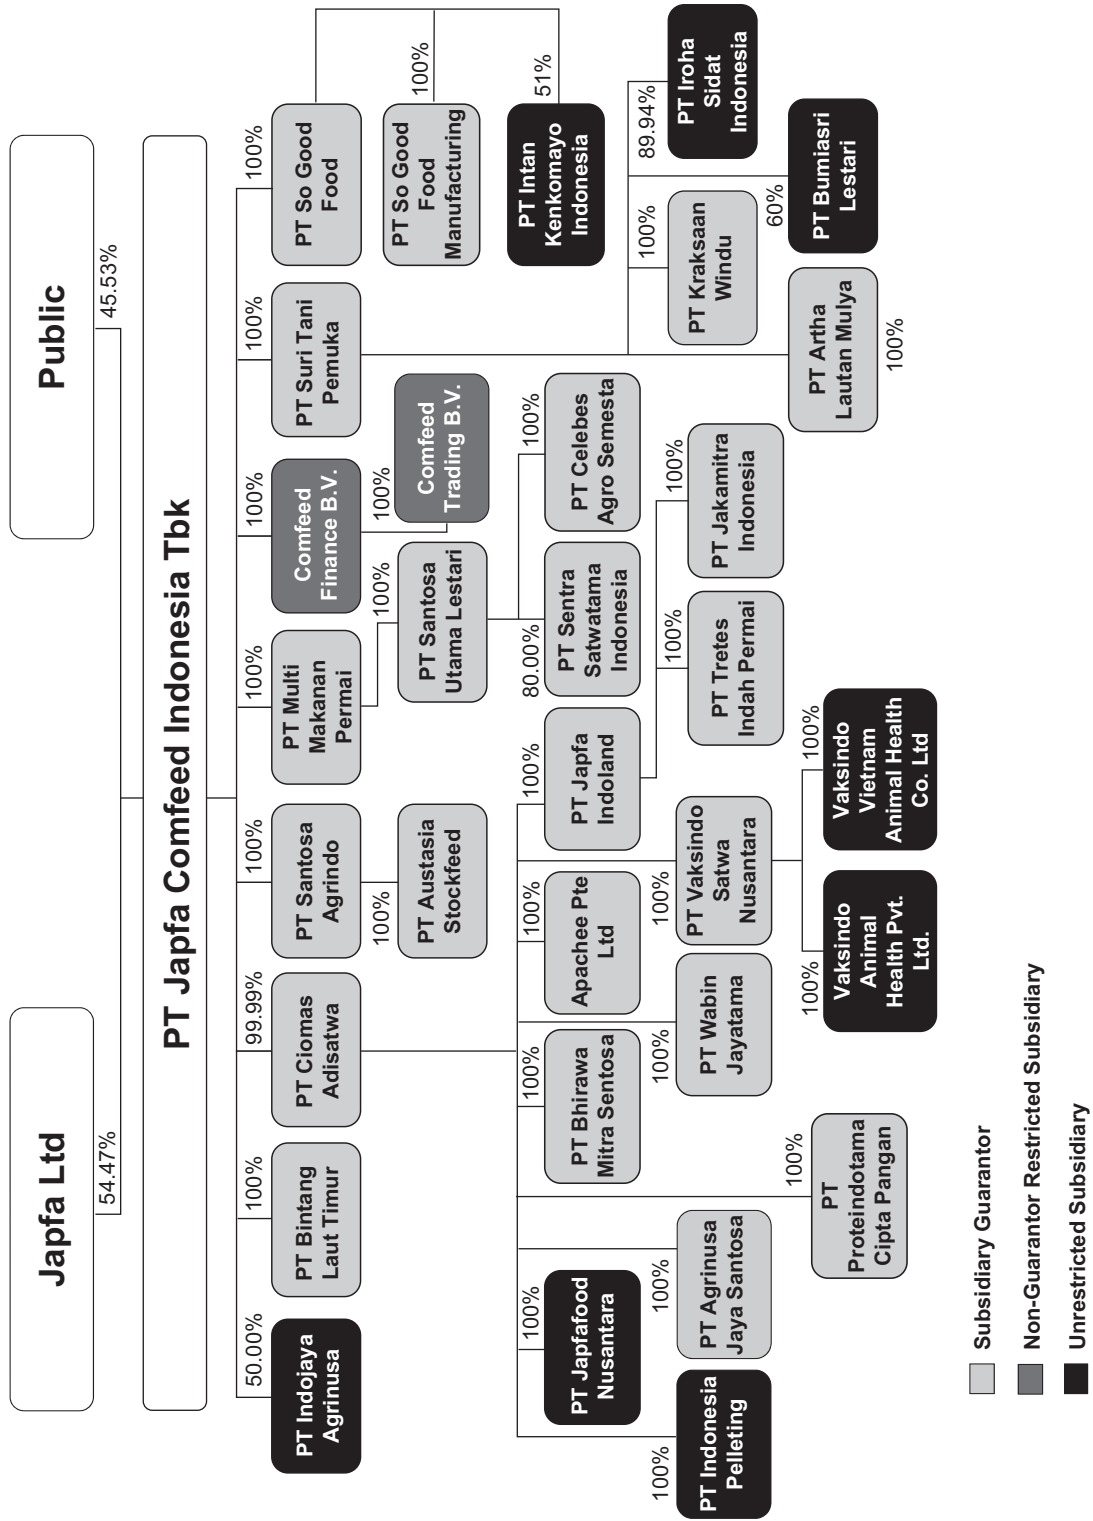 Japfa Ltd
Public
54.47%
45.53%
PT Japfa Comfeed Indonesia Tbk
50.00%
100%
99.99%
100%
100%
100%
100%
100%
PT Indojaya
Agrinusa
PT Bintang
Laut Timur
PT Ciomas
Adisatwa
PT Santosa
Agrindo
PT Multi
Makanan
Permai
Comfeed
Finance B.V.
PT Suri Tani
Pemuka
PT So Good
Food
100%
PT Austasia
Stockfeed
100%
PT Santosa
Utama Lestari
100%
Comfeed
Trading B.V.
100%
PT So Good
Food
Manufacturing
100%
PT Japfafood
Nusantara
100%
PT Bhirawa
Mitra Sentosa
100%
Apachee Pte
Ltd
100%
PT Japfa
Indoland
80.00%
PT Sentra
Satwatama
Indonesia
100%
PT Celebes
Agro Semesta
51%
PT Intan
Kenkomayo
Indonesia
100%
PT Indonesia
Pelleting
100%
PT Agrinusa
Jaya Santosa
100%
PT Wabin
Jayatama
100%
PT Vaksindo
Satwa
Nusantara
100%
PT Tretes
Indah Permai
100%
PT Jakamitra
Indonesia
100%
PT Kraksaan
Windu
89.94%
PT Iroha
Sidat
Indonesia
100%
PT
Proteindotama
Cipta Pangan
100%
Vaksindo
Animal
Health Pvt.
Ltd.
100%
Vaksindo
Vietnam
Animal Health
Co. Ltd
PT Artha
Lautan Mulya
100%
60%
PT Bumiasri
Lestari
Subsidiary Guarantor
Non-Guarantor Restricted Subsidiary
Unrestricted Subsidiary